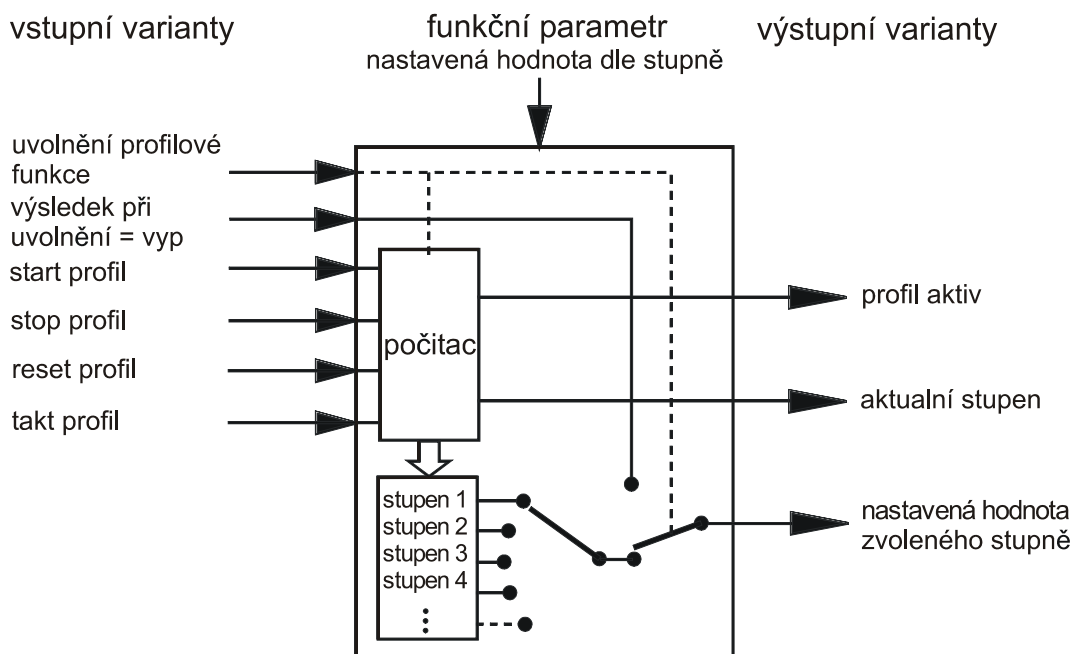 vstupní varianty
funkční parametr
nastavená hodnota dle stupně
výstupní varianty
uvolnění profilové
funkce
výsledek při
uvolnění = vyp
start profil
stop profil
reset profil
takt profil
počitac
profil aktiv
aktualní stupen
stupen 1
stupen 2
stupen 3
stupen 4
nastavená hodnota
zvoleného stupně